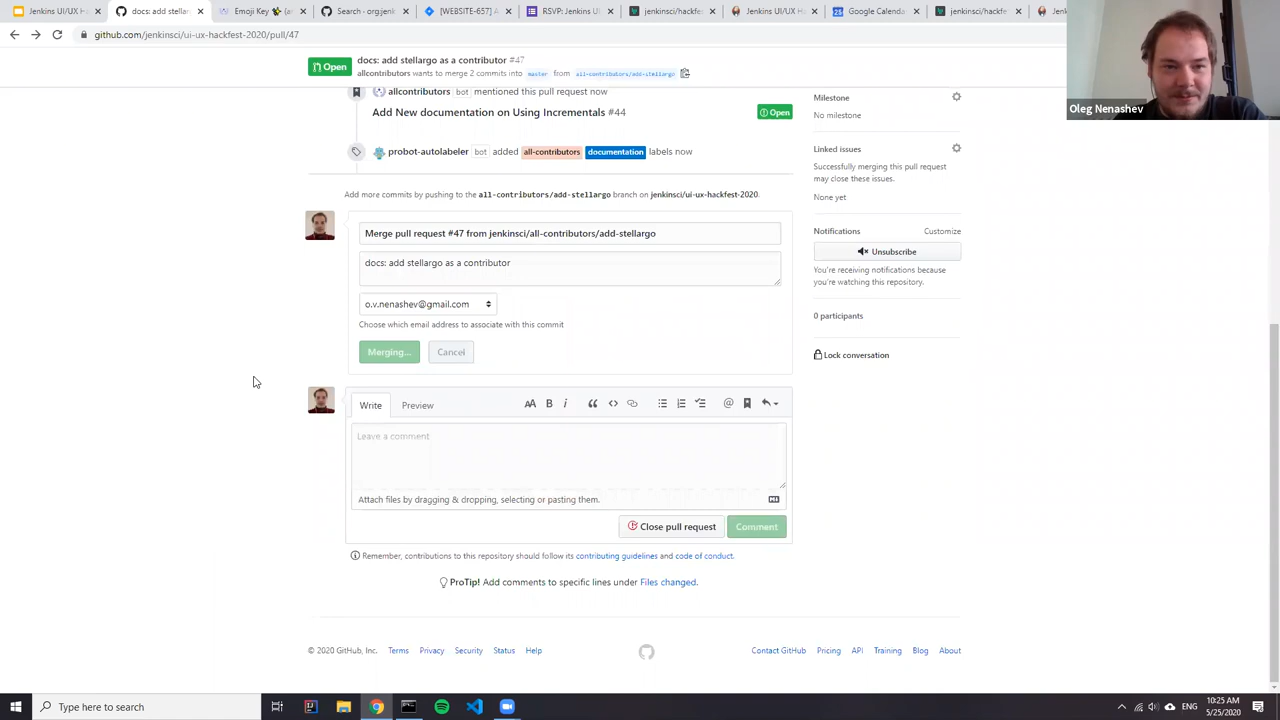 Jenkins UI/UX H
docs: add stella
Emoji Key
Search · org:jenk
[WEBSITE-657] A
RSVP: Jenkins U
jenkinsci/hackfes
Jenkins UI/UX H
Google Calendar
jenkinsci/hackfe
Jenkins
github.com/jenkinsci/ui-ux-hackfest-2020/pull/47
Oleg Nenashev
Open
docs: add stellargo as a contributor #47
allcontributors wants to merge 2 commits into master from all-contributors/add-stellargo
allcontributors bot mentioned this pull request now
Add New documentation on Using Incrementals #44
Open
probot-autolabeler bot added all-contributors documentation labels now
Add more commits by pushing to the all-contributors/add-stellargo branch on jenkinsci/ui-ux-hackfest-2020.
Merge pull request #47 from jenkinsci/all-contributors/add-stellargo
docs: add stellargo as a contributor
o.v.nenashev@gmail.com
Choose which email address to associate with this commit
Merging...
Cancel
Write
Preview
AA B i
Leave a comment
Attach files by dragging & dropping, selecting or pasting them.
Close pull request
Comment
Remember, contributions to this repository should follow its contributing guidelines and code of conduct.
ProTip! Add comments to specific lines under Files changed.
Milestone
No milestone
Linked issues
Successfully merging this pull request
may close these issues.
None yet
Notifications
Customize
Unsubscribe
You're receiving notifications because
you're watching this repository.
0 participants
Lock conversation
© 2020 GitHub, Inc.
Terms
Privacy
Security
Status
Help
Contact GitHub
Pricing
API
Training
Blog
About
Type here to search
ENG
10:25 AM
5/25/2020